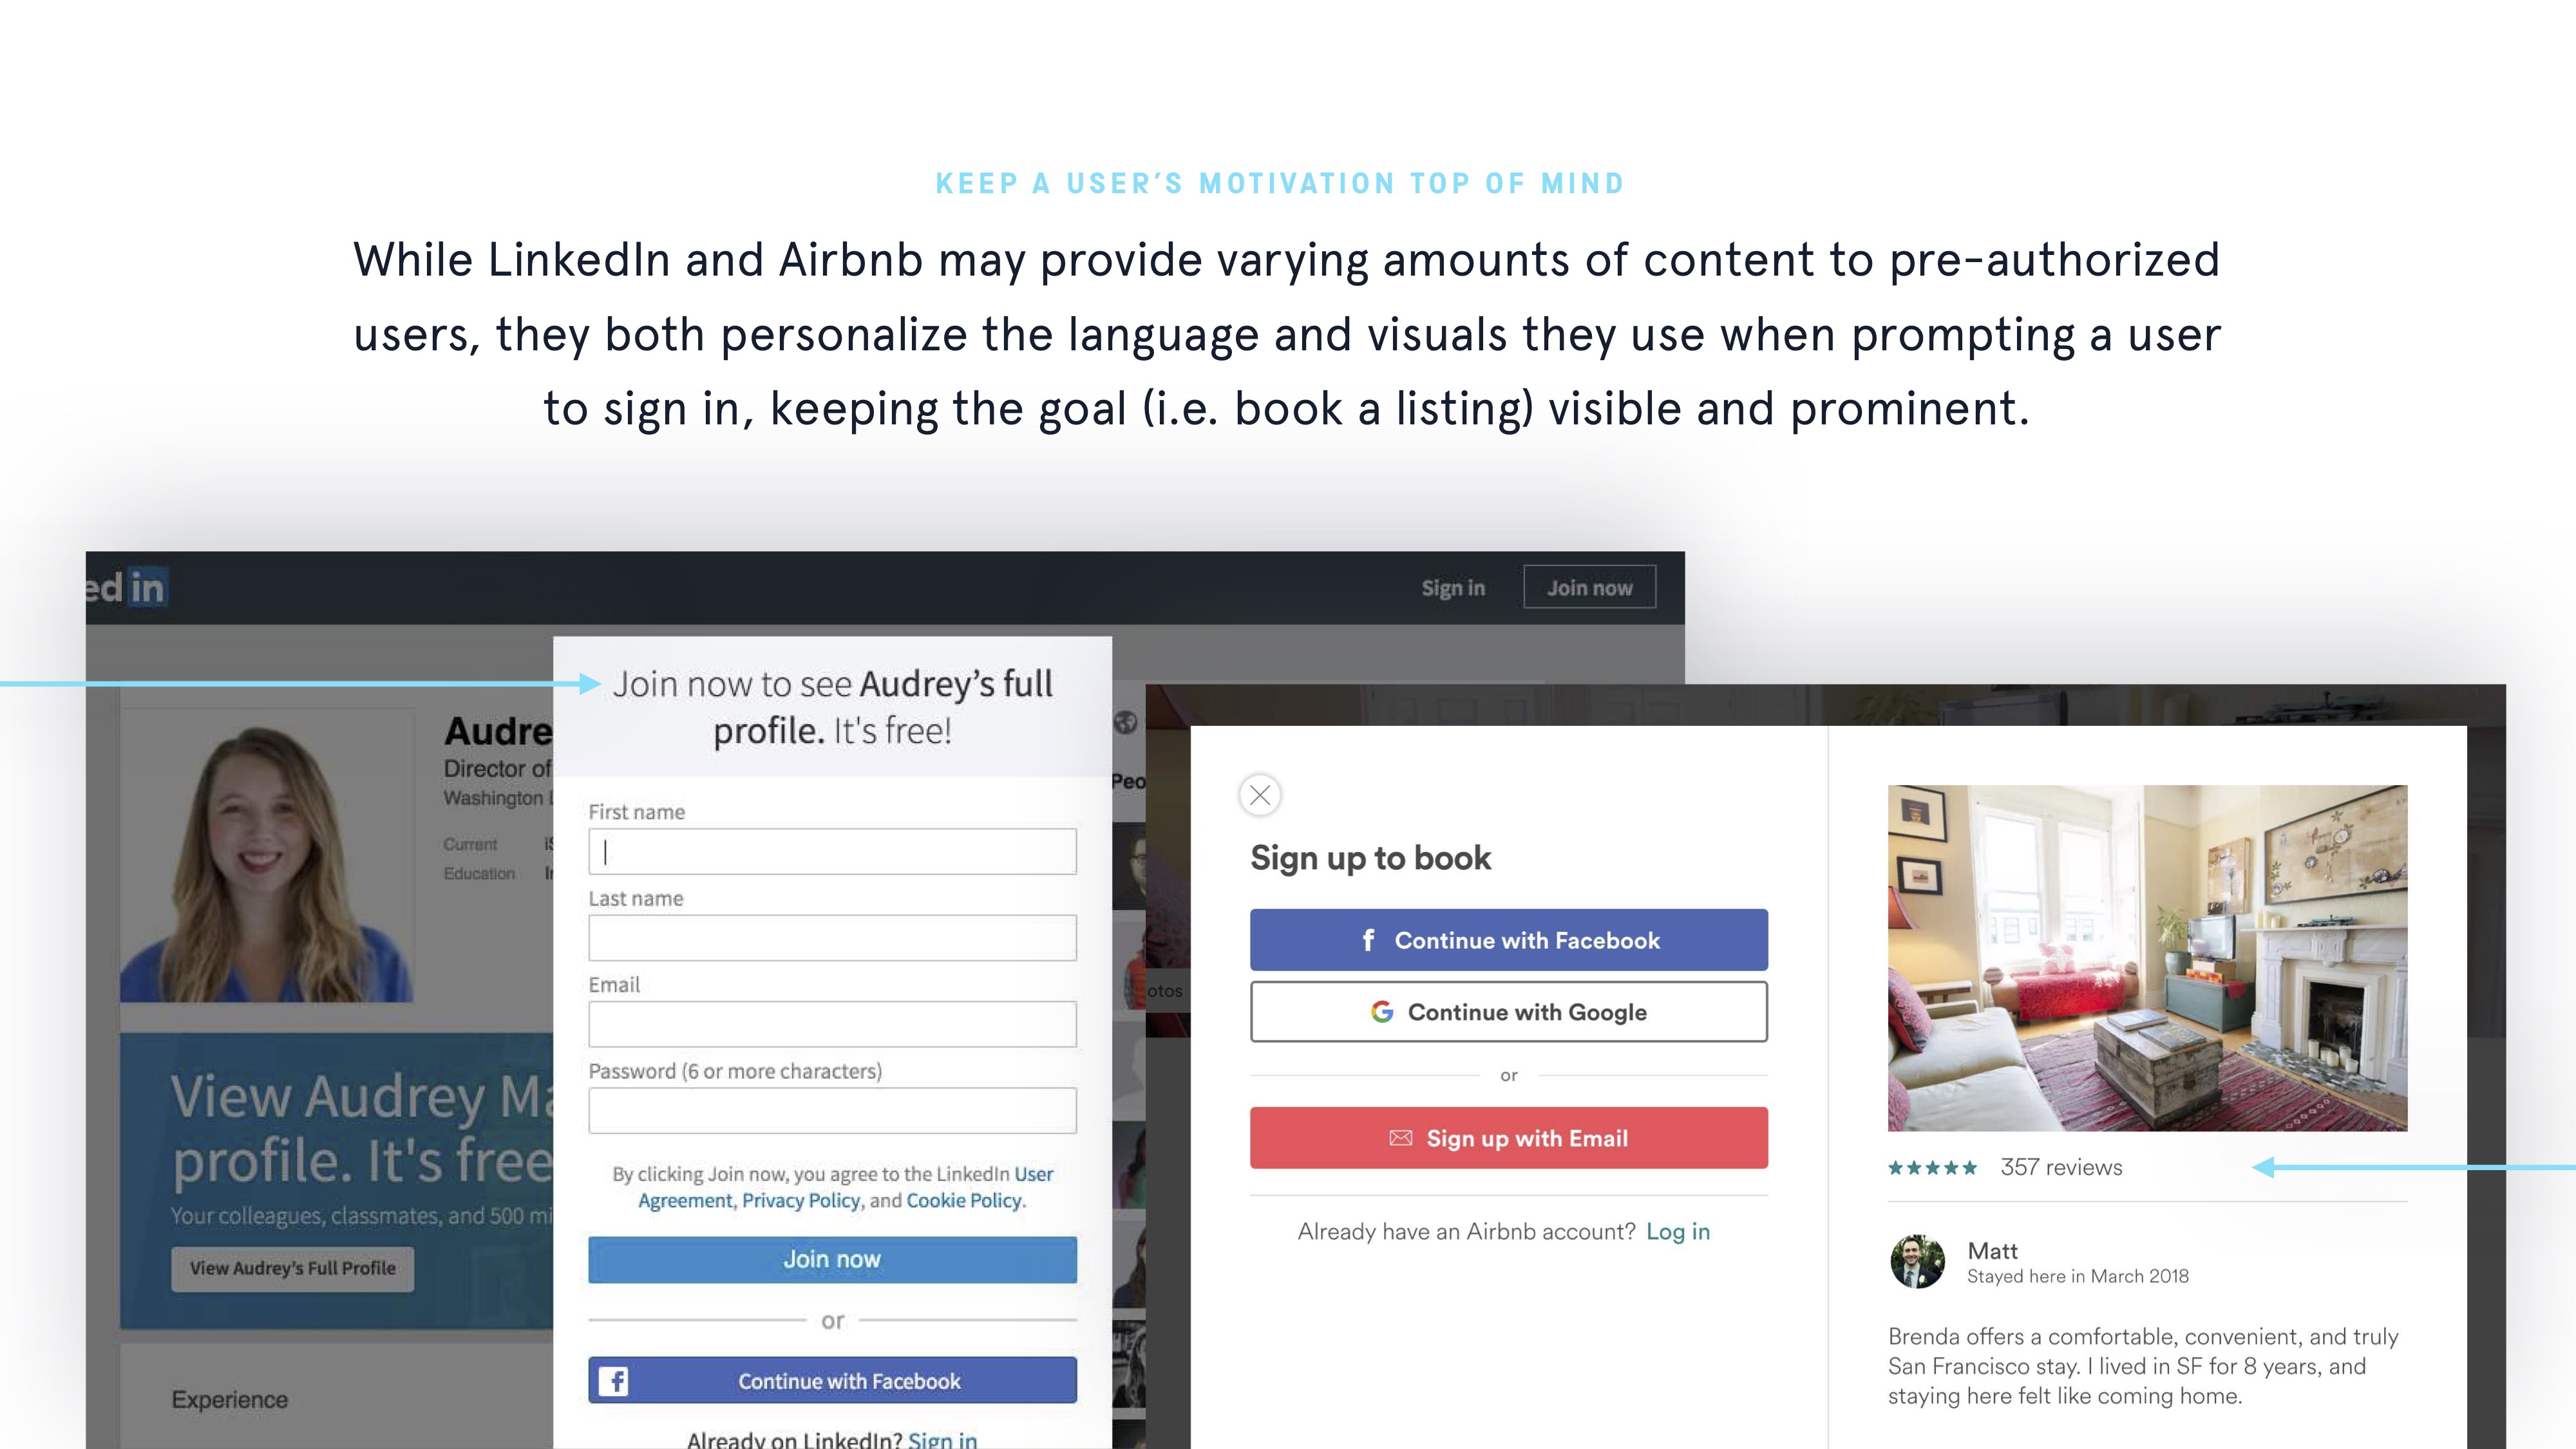 KEEP A USER'S MOTIVATION TOP OF MIND
While LinkedIn and Airbnb may provide varying amounts of content to pre-authorized
users, they both personalize the language and visuals they use when prompting a user
to sign in, keeping the goal (i.e. book a listing) visible and prominent.
ed in
Sign in
Join now
Audre
Director of
Washington
Current
Education
View Audrey Ma
profile. It's free
Your colleagues, classmates, and 500 mi
View Audrey's Full Profile
Experience
Join now to see Audrey's full
profile. It's free!
First name
Last name
Email
Password (6 or more characters)
By clicking Join now, you agree to the LinkedIn User
Agreement, Privacy Policy, and Cookie Policy.
Join now
or
f Continue with Facebook
Already on LinkedIn? Sign in
Peo
otos
Sign up to book
f Continue with Facebook
G Continue with Google
or
Sign up with Email
Already have an Airbnb account? Log in
357 reviews
Matt
Stayed here in March 2018
Brenda offers a comfortable, convenient, and truly
San Francisco stay. I lived in SF for 8 years, and
staying here felt like coming home.